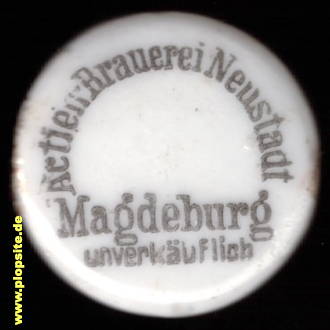 Actien-Brauerei Neustadt
Magdeburg
unverkäuflich
www.plopsite.de